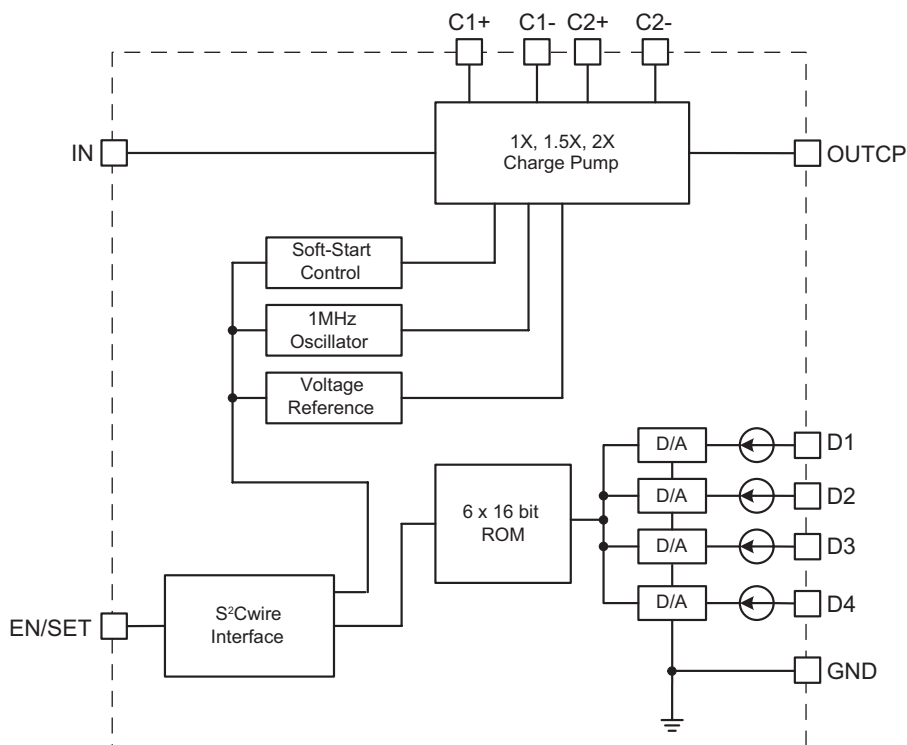 C1+ C1- C2+ C2-
IN
1X, 1.5X, 2X
Charge Pump
OUTCP
Soft-Start
Control
1MHz
Oscillator
Voltage
Reference
D/A D1
D/A D2
D/A D3
D/A D4
6 x 16 bit
ROM
EN/SET
S²Cwire
Interface
GND